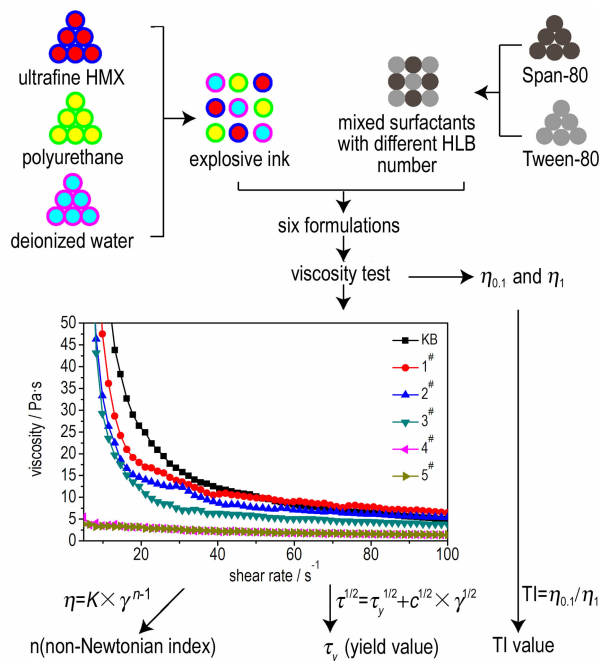 ultrafine HMX
polyurethane
deionized water
explosive ink
mixed surfactants
with different HLB
number
Span-80
Tween-80
six formulations
viscosity test
η0.1 and η1
viscosity / Pa·s
50
45
40
35
30
25
20
15
10
5
0
KB
1#
2#
3#
4#
5#
20
40
60
80
100
shear rate / s-1
η=K×γn-1
τ1/2=τy1/2+c1/2×γ1/2
TI=η0.1/η1
n(non-Newtonian index)
τy (yield value)
TI value